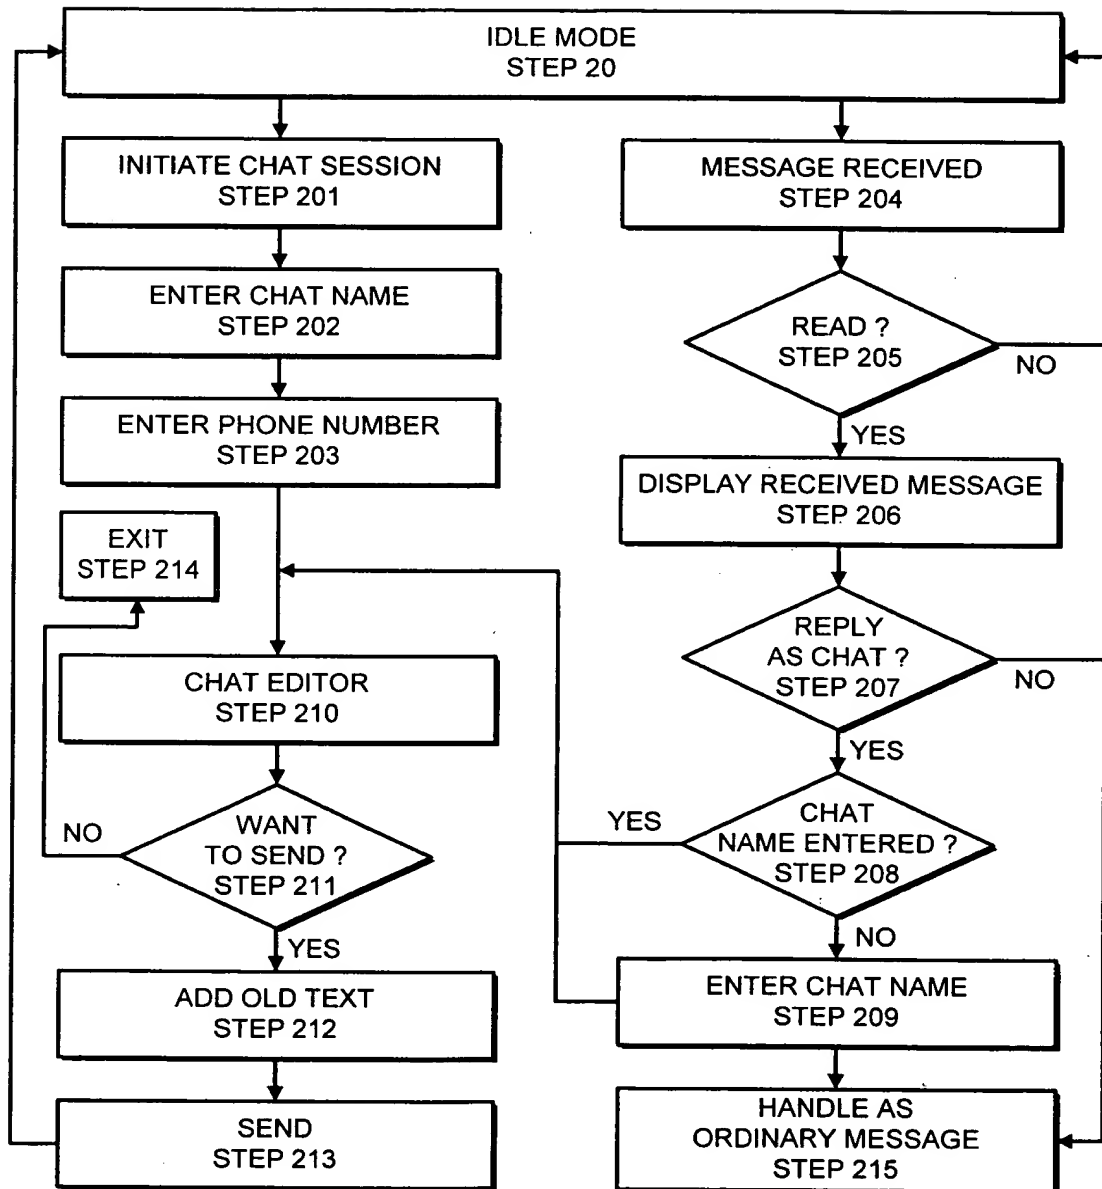 IDLE MODE
STEP 20
INITIATE CHAT SESSION
STEP 201
ENTER CHAT NAME
STEP 202
ENTER PHONE NUMBER
STEP 203
EXIT
STEP 214
CHAT EDITOR
STEP 210
NO
WANT
TO SEND ?
STEP 211
YES
ADD OLD TEXT
STEP 212
SEND
STEP 213
MESSAGE RECEIVED
STEP 204
READ ?
STEP 205
NO
YES
DISPLAY RECEIVED MESSAGE
STEP 206
REPLY
AS CHAT ?
STEP 207
NO
YES
YES
CHAT
NAME ENTERED ?
STEP 208
NO
ENTER CHAT NAME
STEP 209
HANDLE AS
ORDINARY MESSAGE
STEP 215